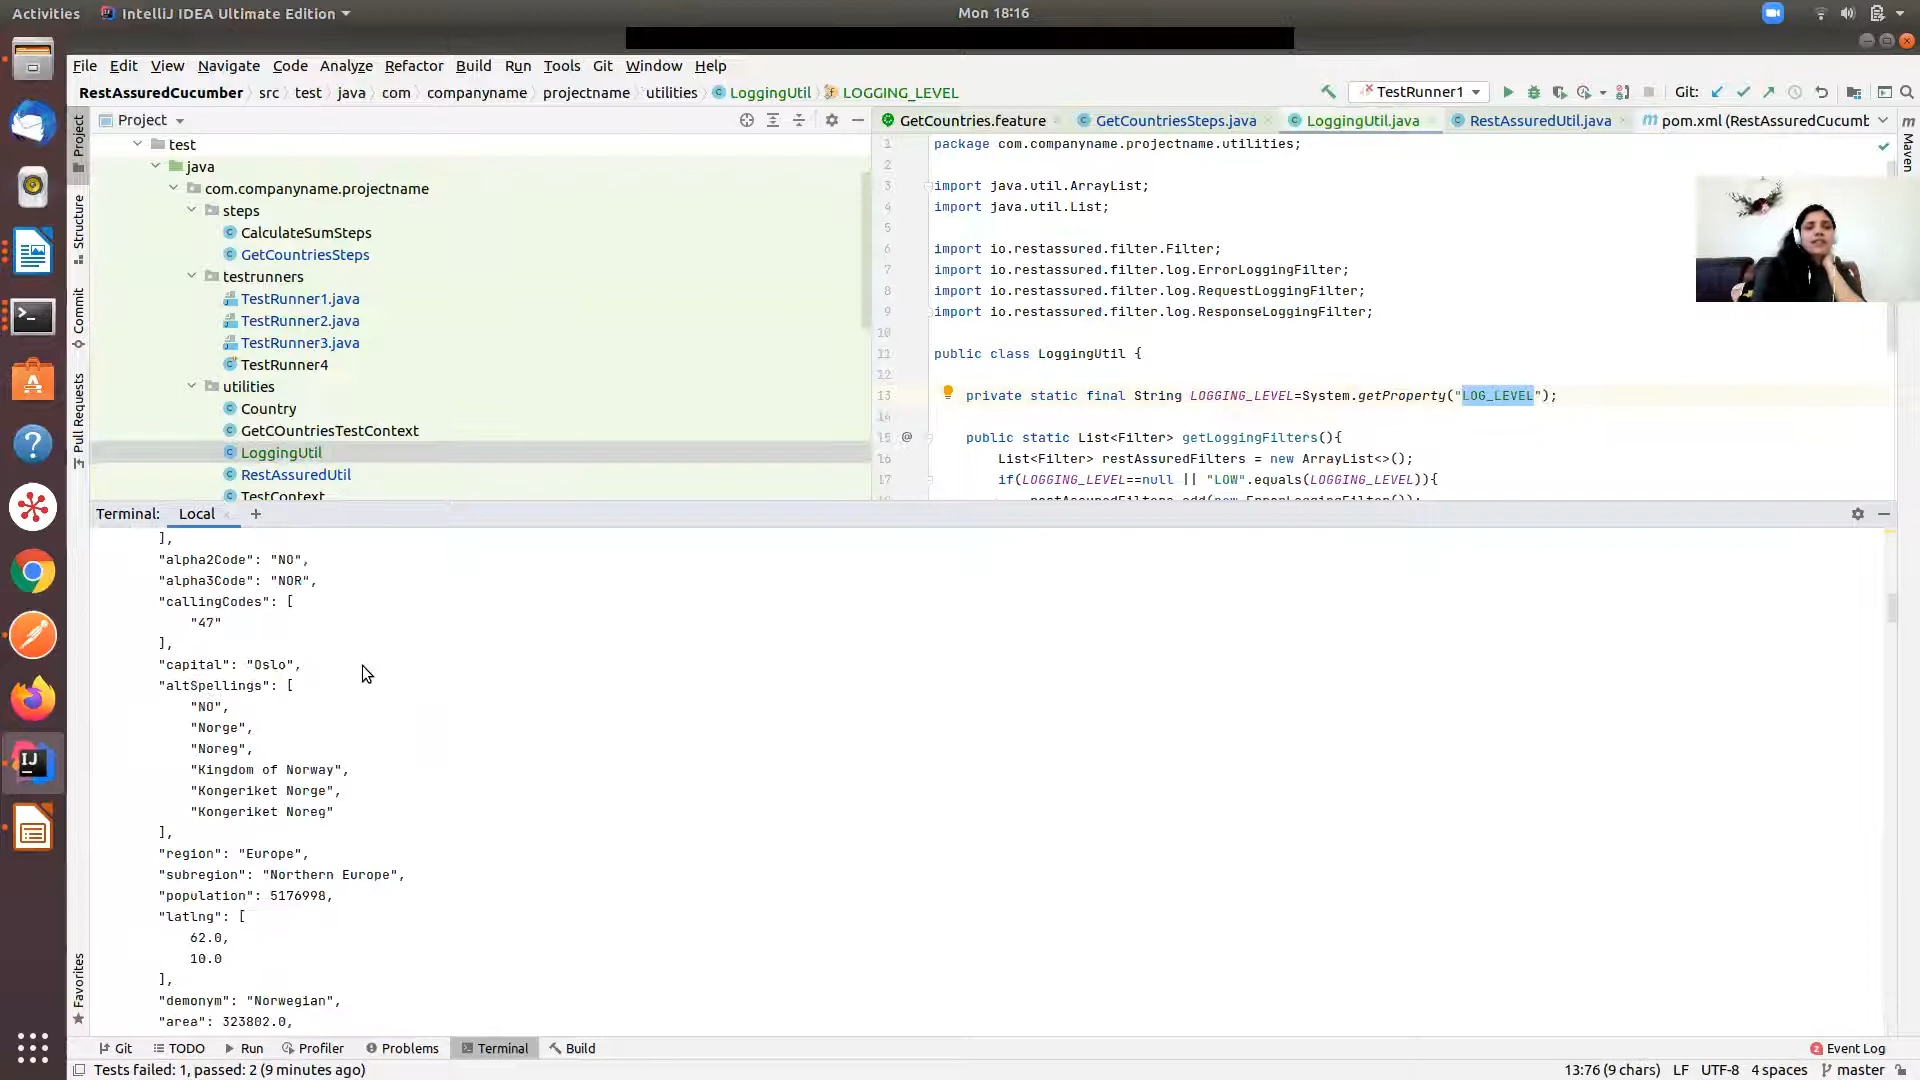 Activities
IntelliJ IDEA Ultimate Edition
Mon 18:16
File Edit View Navigate Code Analyze Refactor Build Run Tools Git Window Help
RestAssuredCucumber src test java com companyname projectname utilities LoggingUtil LOGGING_LEVEL
TestRunner1
Git:
Project
GetCountries.feature
GetCountriesSteps.java
LoggingUtil.java
RestAssuredUtil.java
pom.xml (RestAssuredCucumb
Project
Structure
Commit
Pull Requests
Favorites
Maven
test
java
com.companyname.projectname
steps
CalculateSumSteps
GetCountriesSteps
testrunners
TestRunner1.java
TestRunner2.java
TestRunner3.java
TestRunner4
utilities
Country
GetCOuntriesTestContext
LoggingUtil
RestAssuredUtil
TestContext
1 package com.companyname.projectname.utilities;
2
3 import java.util.ArrayList;
4 import java.util.List;
5
6 import io.restassured.filter.Filter;
7 import io.restassured.filter.log.ErrorLoggingFilter;
8 import io.restassured.filter.log.RequestLoggingFilter;
9 import io.restassured.filter.log.ResponseLoggingFilter;
10
11 public class LoggingUtil {
12
13 private static final String LOGGING_LEVEL=System.getProperty("LOG_LEVEL");
14
15 @ public static List<Filter> getLoggingFilters(){
16 List<Filter> restAssuredFilters = new ArrayList<>();
17 if(LOGGING_LEVEL==null || "LOW".equals(LOGGING_LEVEL)){
18 restAssuredFilters.add(new ErrorLoggingFilter());
Terminal: Local +
],
"alpha2Code": "NO",
"alpha3Code": "NOR",
"callingCodes": [
"47"
],
"capital": "Oslo",
"altSpellings": [
"NO",
"Norge",
"Noreg",
"Kingdom of Norway",
"Kongeriket Norge",
"Kongeriket Noreg"
],
"region": "Europe",
"subregion": "Northern Europe",
"population": 5176998,
"latlng": [
62.0,
10.0
],
"demonym": "Norwegian",
"area": 323802.0,
Git TODO Run Profiler Problems Terminal Build
2 Event Log
Tests failed: 1, passed: 2 (9 minutes ago)
13:76 (9 chars) LF UTF-8 4 spaces master